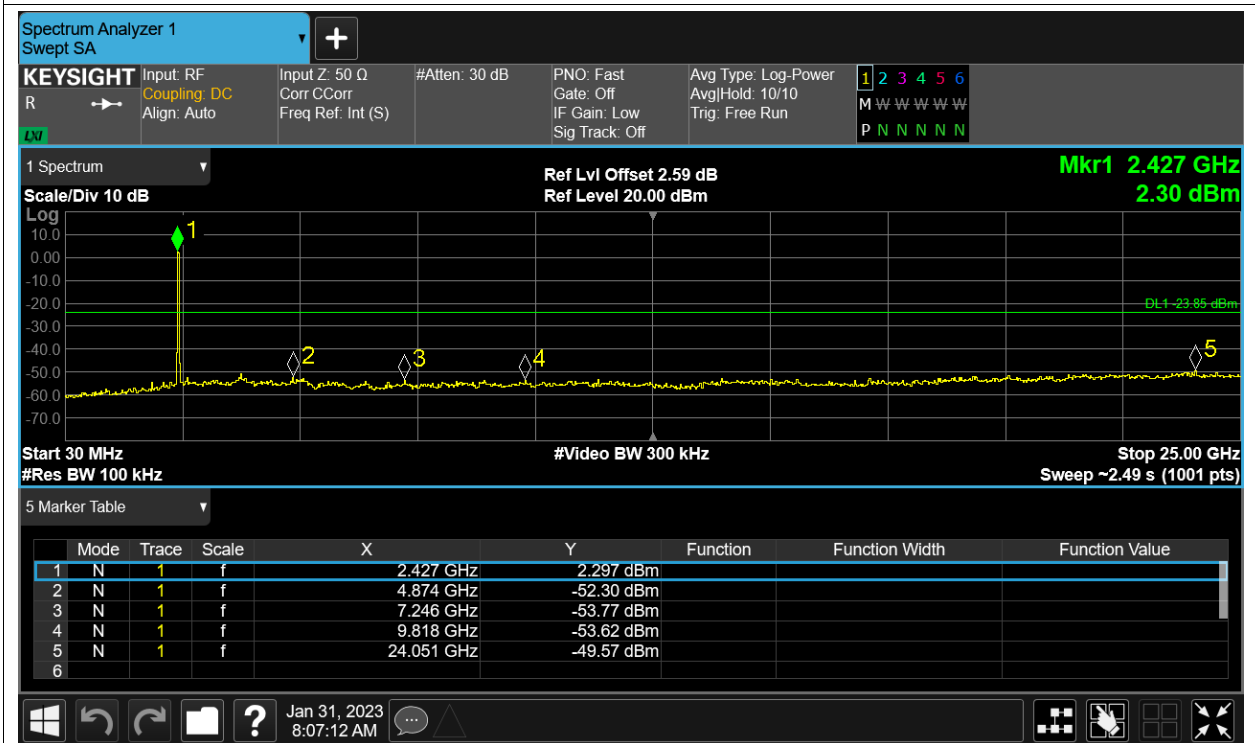 Spectrum Analyzer 1
Swept SA
+
KEYSIGHT Input: RF Input Z: 50 Ω #Atten: 30 dB PNO: Fast Avg Type: Log-Power 1 2 3 4 5 6
R Coupling: DC Corr CCorr Gate: Off Avg|Hold: 10/10 M W W W W W
Align: Auto Freq Ref: Int (S) IF Gain: Low Trig: Free Run
LXI Sig Track: Off P N N N N N
1 Spectrum Ref Lvl Offset 2.59 dB Mkr1 2.427 GHz
Scale/Div 10 dB Ref Level 20.00 dBm 2.30 dBm
Log
1
10.0
0.00
-10.0
-20.0
DL1 -23.85 dBm
-30.0
-40.0
2 3 4 5
-50.0
-60.0
-70.0
Start 30 MHz #Video BW 300 kHz Stop 25.00 GHz
#Res BW 100 kHz Sweep ~2.49 s (1001 pts)
5 Marker Table
Mode Trace Scale X Y Function Function Width Function Value
1 N 1 f 2.427 GHz 2.297 dBm
2 N 1 f 4.874 GHz -52.30 dBm
3 N 1 f 7.246 GHz -53.77 dBm
4 N 1 f 9.818 GHz -53.62 dBm
5 N 1 f 24.051 GHz -49.57 dBm
6
? Jan 31, 2023
8:07:12 AM